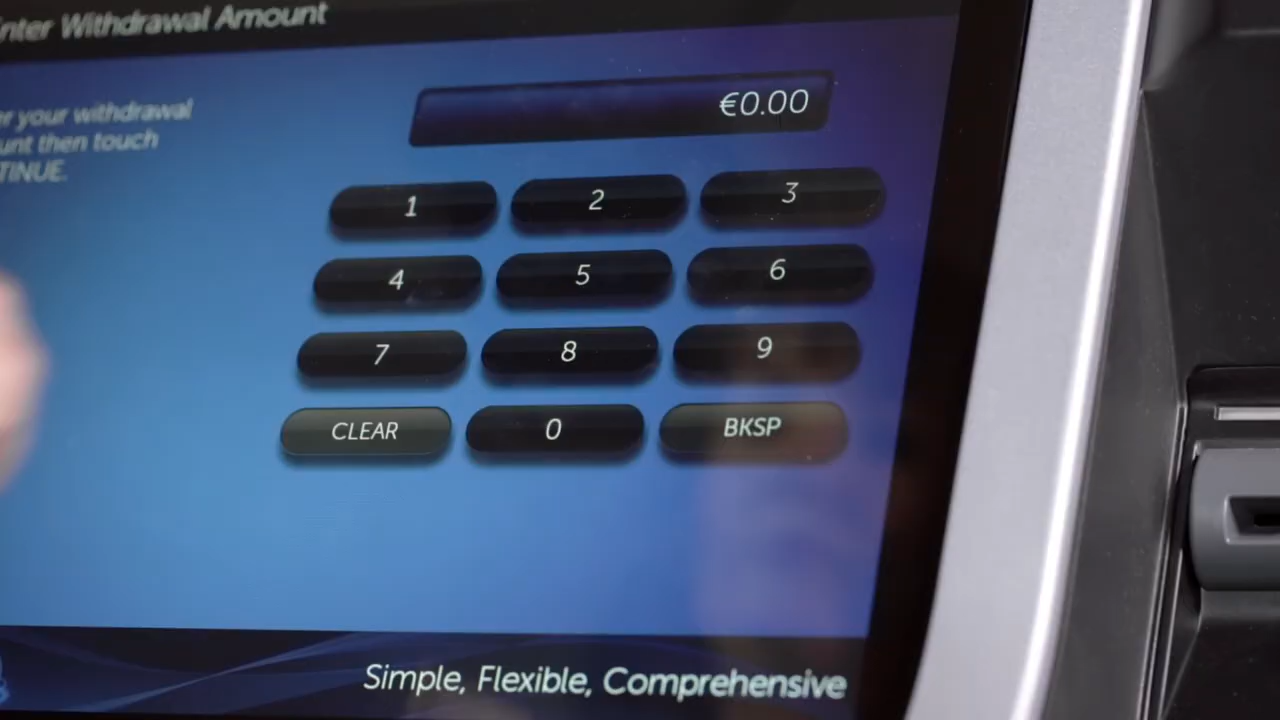 nter Withdrawal Amount
er your withdrawal
unt then touch
TINUE.
€0.00
1 2 3
4 5 6
7 8 9
CLEAR 0 BKSP
Simple, Flexible, Comprehensive